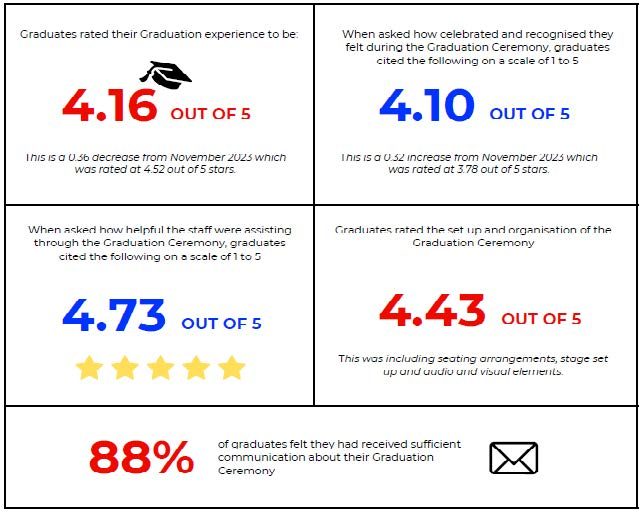 Graduates rated their Graduation experience to be:
4.16 OUT OF 5
This is a 0.36 decrease from November 2023 which
was rated at 4.52 out of 5 stars.
When asked how celebrated and recognised they
felt during the Graduation Ceremony, graduates
cited the following on a scale of 1 to 5
4.10 OUT OF 5
This is a 0.32 increase from November 2023 which
was rated at 3.78 out of 5 stars.
When asked how helpful the staff were assisting
through the Graduation Ceremony, graduates
cited the following on a scale of 1 to 5
4.73 OUT OF 5
Graduates rated the set up and organisation of the
Graduation Ceremony
4.43 OUT OF 5
This was including seating arrangements, stage set
up and audio and visual elements.
88%
of graduates felt they had received sufficient
communication about their Graduation
Ceremony